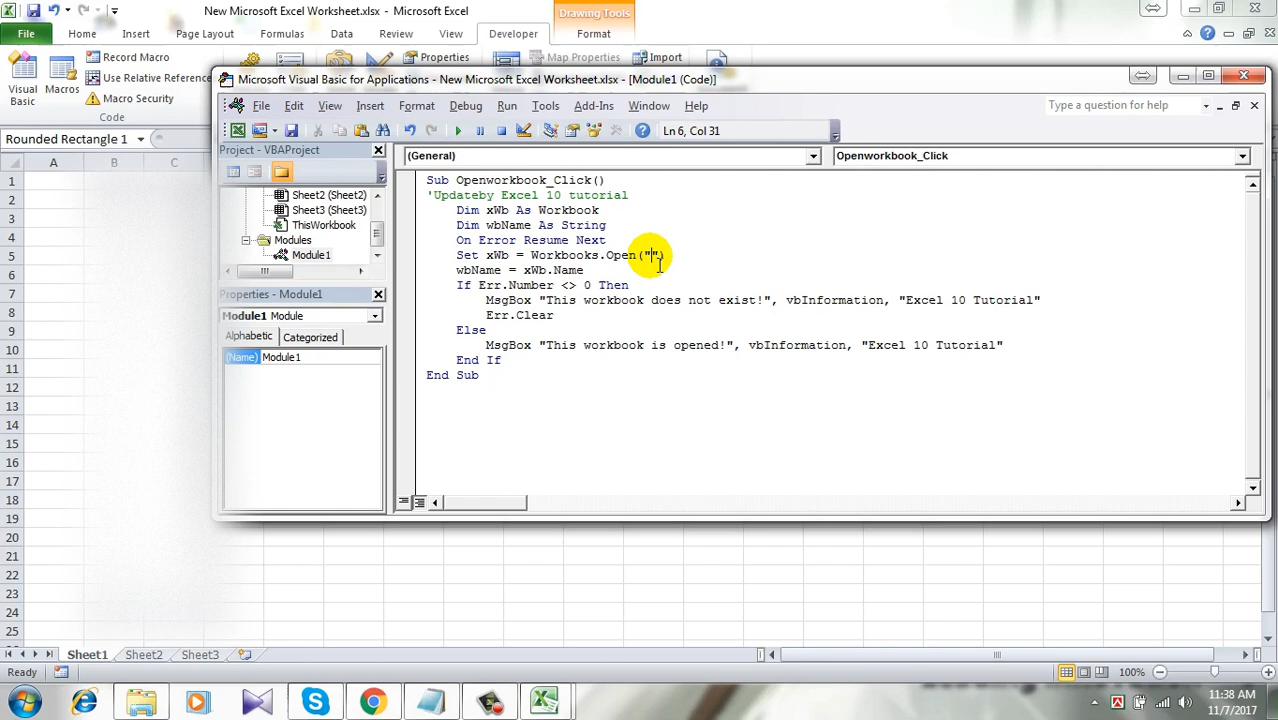 New Microsoft Excel Worksheet.xlsx - Microsoft Excel
Drawing Tools
File Home Insert Page Layout Formulas Data Review View Developer Format
Record Macro
Properties
Map Properties
Import
Use Relative Reference
Visual Basic
Macros
Macro Security
Code
Microsoft Visual Basic for Applications - New Microsoft Excel Worksheet.xlsx - [Module1 (Code)]
File Edit View Insert Format Debug Run Tools Add-Ins Window Help
Type a question for help
Ln 6, Col 31
Rounded Rectangle 1
Project - VBAProject
(General)
Openworkbook_Click
A B C
Sheet2 (Sheet2)
Sheet3 (Sheet3)
ThisWorkbook
Modules
Module1
Properties - Module1
Module1 Module
Alphabetic Categorized
(Name) Module1
Sub Openworkbook_Click()
'Updateby Excel 10 tutorial
Dim xWb As Workbook
Dim wbName As String
On Error Resume Next
Set xWb = Workbooks.Open("")
wbName = xWb.Name
If Err.Number <> 0 Then
MsgBox "This workbook does not exist!", vbInformation, "Excel 10 Tutorial"
Err.Clear
Else
MsgBox "This workbook is opened!", vbInformation, "Excel 10 Tutorial"
End If
End Sub
1
2
3
4
5
6
7
8
9
10
11
12
13
14
15
16
17
18
19
20
21
22
23
24
25
Sheet1 Sheet2 Sheet3
Ready
100%
11:38 AM
11/7/2017